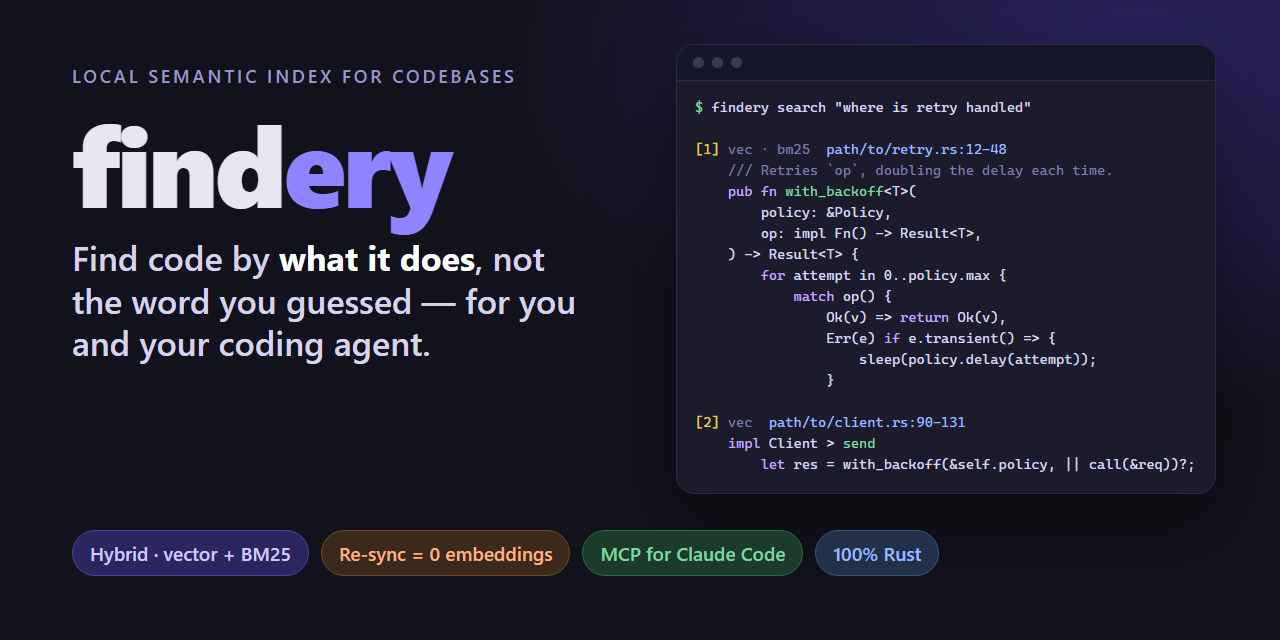 LOCAL SEMANTIC INDEX FOR CODEBASES
findery
Find code by what it does, not
the word you guessed — for you
and your coding agent.
$ findery search "where is retry handled"
[1] vec · bm25  path/to/retry.rs:12–48
    /// Retries `op`, doubling the delay each time.
    pub fn with_backoff<T>(
        policy: &Policy,
        op: impl Fn() -> Result<T>,
    ) -> Result<T> {
        for attempt in 0..policy.max {
            match op() {
                Ok(v) => return Ok(v),
                Err(e) if e.transient() => {
                    sleep(policy.delay(attempt));
                }
[2] vec  path/to/client.rs:90–131
    impl Client > send
        let res = with_backoff(&self.policy, || call(&req))?;
Hybrid · vector + BM25
Re-sync = 0 embeddings
MCP for Claude Code
100% Rust